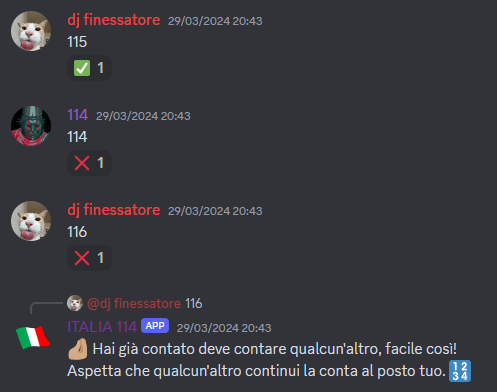 dj finessatore 29/03/2024 20:43
115
✅ 1
114 29/03/2024 20:43
114
❌ 1
dj finessatore 29/03/2024 20:43
116
❌ 1
@dj finessatore 116
ITALIA 114 APP 29/03/2024 20:43
🤌🏼 Hai già contato deve contare qualcun'altro, facile così!
Aspetta che qualcun'altro continui la conta al posto tuo. 🔢